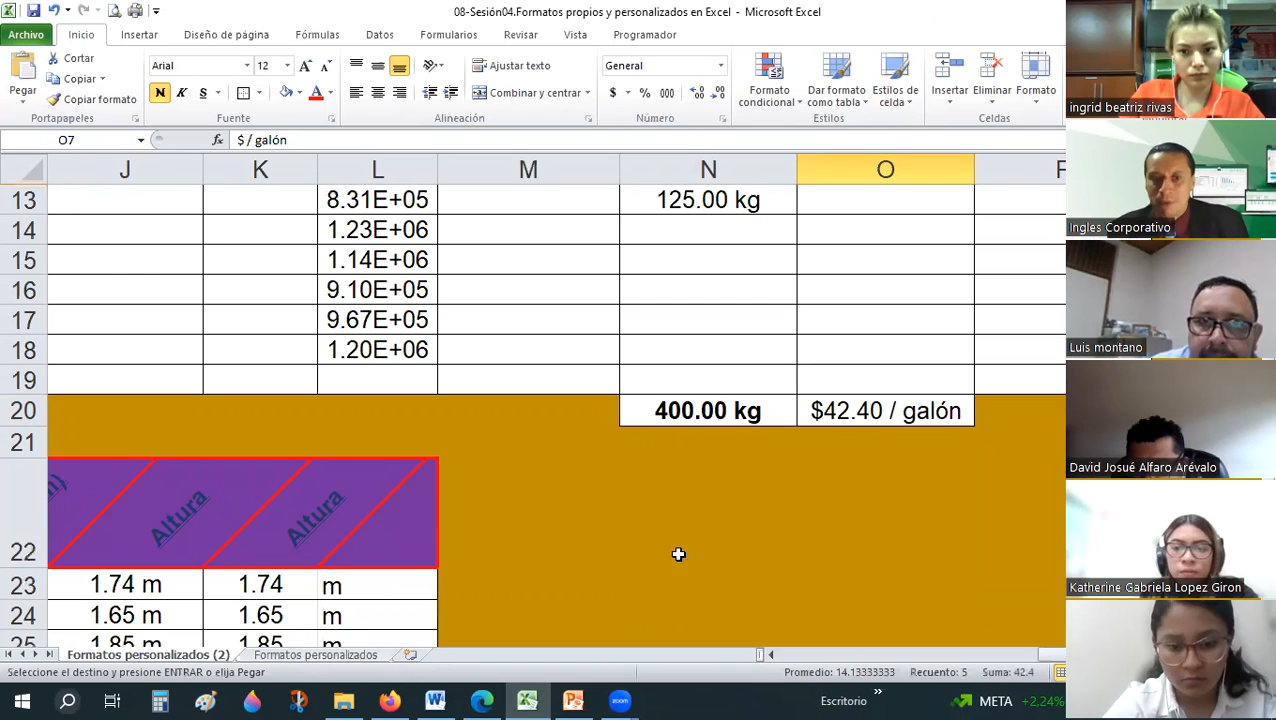 08-Sesión04.Formatos propios y personalizados en Excel - Microsoft Excel
Archivo Inicio Insertar Diseño de página Fórmulas Datos Formularios Revisar Vista Programador
Pegar
Cortar
Copiar
Copiar formato
Portapapeles
Arial 12
N K S
Fuente
Ajustar texto
Combinar y centrar
Alineación
General
$ % 000
Número
Formato condicional
Dar formato como tabla
Estilos de celda
Estilos
Insertar Eliminar Formato
Celdas
O7 fx $ / galón
J K L M N O
13 8.31E+05 125.00 kg
14 1.23E+06
15 1.14E+06
16 9.10E+05
17 9.67E+05
18 1.20E+06
19
20 400.00 kg $42.40 / galón
21
22 Altura Altura
23 1.74 m 1.74 m
24 1.65 m 1.65 m
25 1.85 m 1.85 m
Formatos personalizados (2) Formatos personalizados
Seleccione el destino y presione ENTRAR o elija Pegar Promedio: 14.13333333 Recuento: 5 Suma: 42.4
zoom Escritorio » META +2,24%
ingrid beatriz rivas
Ingles Corporativo
Luis montano
David Josué Alfaro Arévalo
Katherine Gabriela Lopez Giron